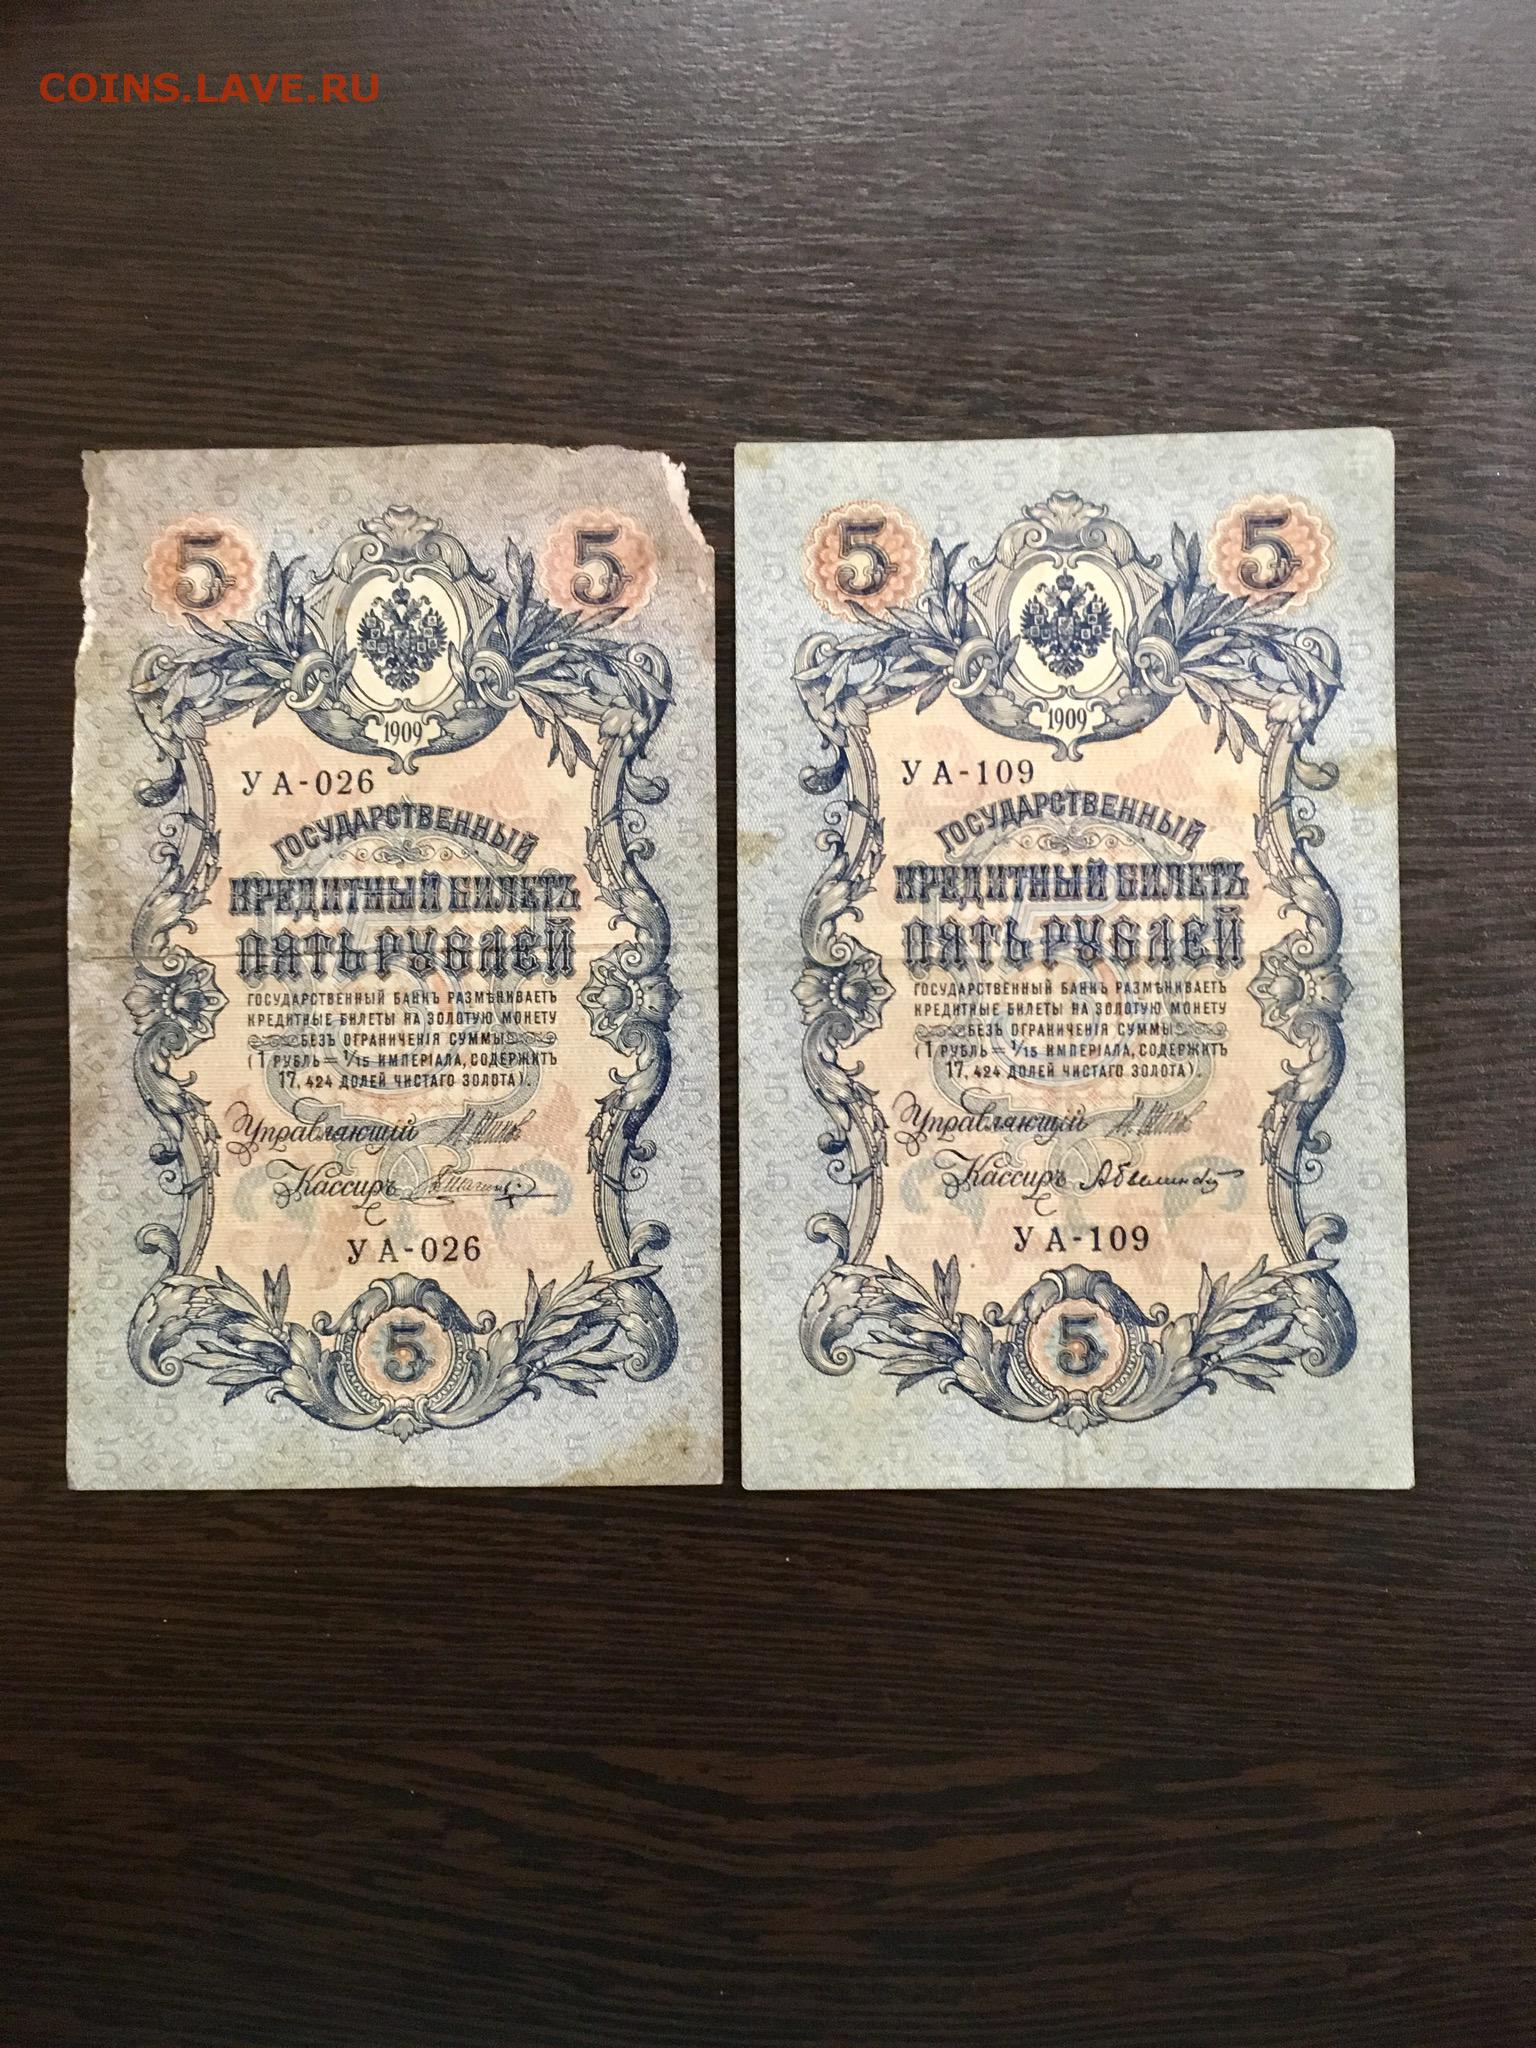 COINS.LAVE.RU
5 5
1909
УА-026
ГОСУДАРСТВЕННЫЙ
КРЕДИТНЫЙ БИЛЕТЪ
ПЯТЬ РУБЛЕЙ
ГОСУДАРСТВЕННЫЙ БАНКЪ РАЗМѢНИВАЕТЪ
КРЕДИТНЫЕ БИЛЕТЫ НА ЗОЛОТУЮ МОНЕТУ
БЕЗЪ ОГРАНИЧЕНІЯ СУММЫ
(1 РУБЛЬ = 1/15 ИМПЕРІАЛА, СОДЕРЖИТЪ
17,424 ДОЛЕЙ ЧИСТАГО ЗОЛОТА).
Управляющій
Кассиръ
УА-026
5
5 5
1909
УА-109
ГОСУДАРСТВЕННЫЙ
КРЕДИТНЫЙ БИЛЕТЪ
ПЯТЬ РУБЛЕЙ
ГОСУДАРСТВЕННЫЙ БАНКЪ РАЗМѢНИВАЕТЪ
КРЕДИТНЫЕ БИЛЕТЫ НА ЗОЛОТУЮ МОНЕТУ
БЕЗЪ ОГРАНИЧЕНІЯ СУММЫ
(1 РУБЛЬ = 1/15 ИМПЕРІАЛА, СОДЕРЖИТЪ
17,424 ДОЛЕЙ ЧИСТАГО ЗОЛОТА).
Управляющій
Кассиръ
УА-109
5